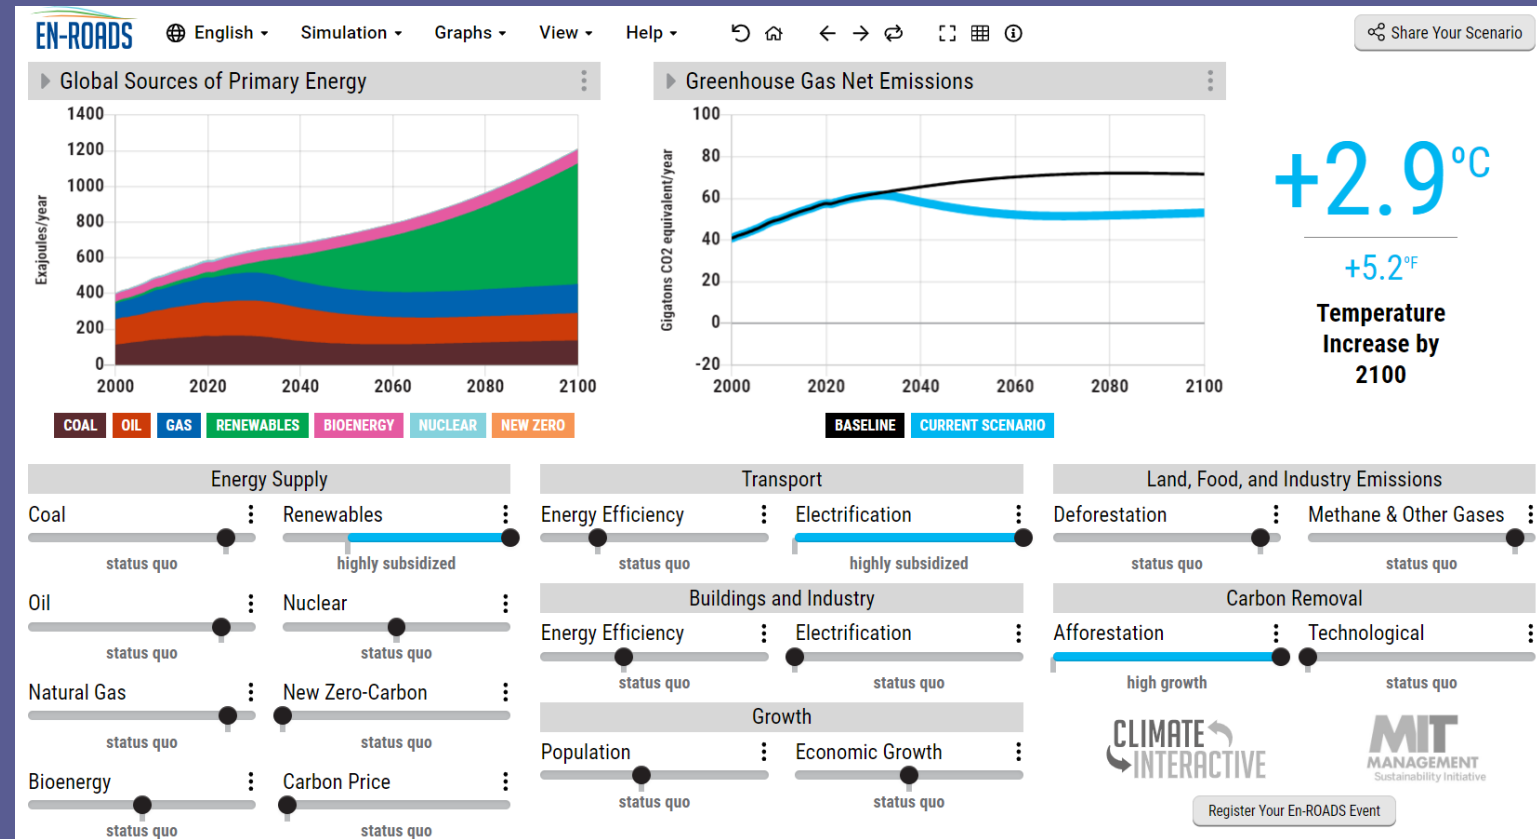 EN-ROADS
English
Simulation
Graphs
View
Help
Share Your Scenario
Global Sources of Primary Energy
1400
1200
1000
800
600
400
200
0
Exajoules/year
2000 2020 2040 2060 2080 2100
COAL OIL GAS RENEWABLES BIOENERGY NUCLEAR NEW ZERO
Greenhouse Gas Net Emissions
100
80
60
40
20
0
-20
Gigatons CO2 equivalent/year
2000 2020 2040 2060 2080 2100
BASELINE CURRENT SCENARIO
+2.9°C
+5.2°F
Temperature
Increase by
2100
Energy Supply
Coal
status quo
Renewables
highly subsidized
Oil
status quo
Nuclear
status quo
Natural Gas
status quo
New Zero-Carbon
status quo
Bioenergy
status quo
Carbon Price
status quo
Transport
Energy Efficiency
status quo
Electrification
highly subsidized
Buildings and Industry
Energy Efficiency
status quo
Electrification
status quo
Growth
Population
status quo
Economic Growth
status quo
Land, Food, and Industry Emissions
Deforestation
status quo
Methane & Other Gases
status quo
Carbon Removal
Afforestation
high growth
Technological
status quo
CLIMATE
INTERACTIVE
MIT
MANAGEMENT
Sustainability Initiative
Register Your En-ROADS Event